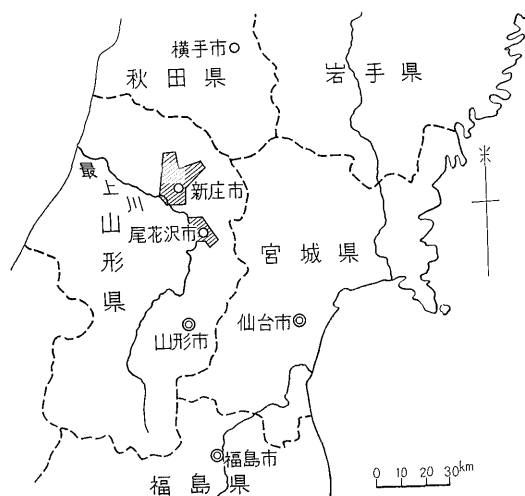 横手市
秋田県
岩手県
最上川
新庄市
山形県
尾花沢市
宮城県
山形市
仙台市
福島市
福島県
0 10 20 30km